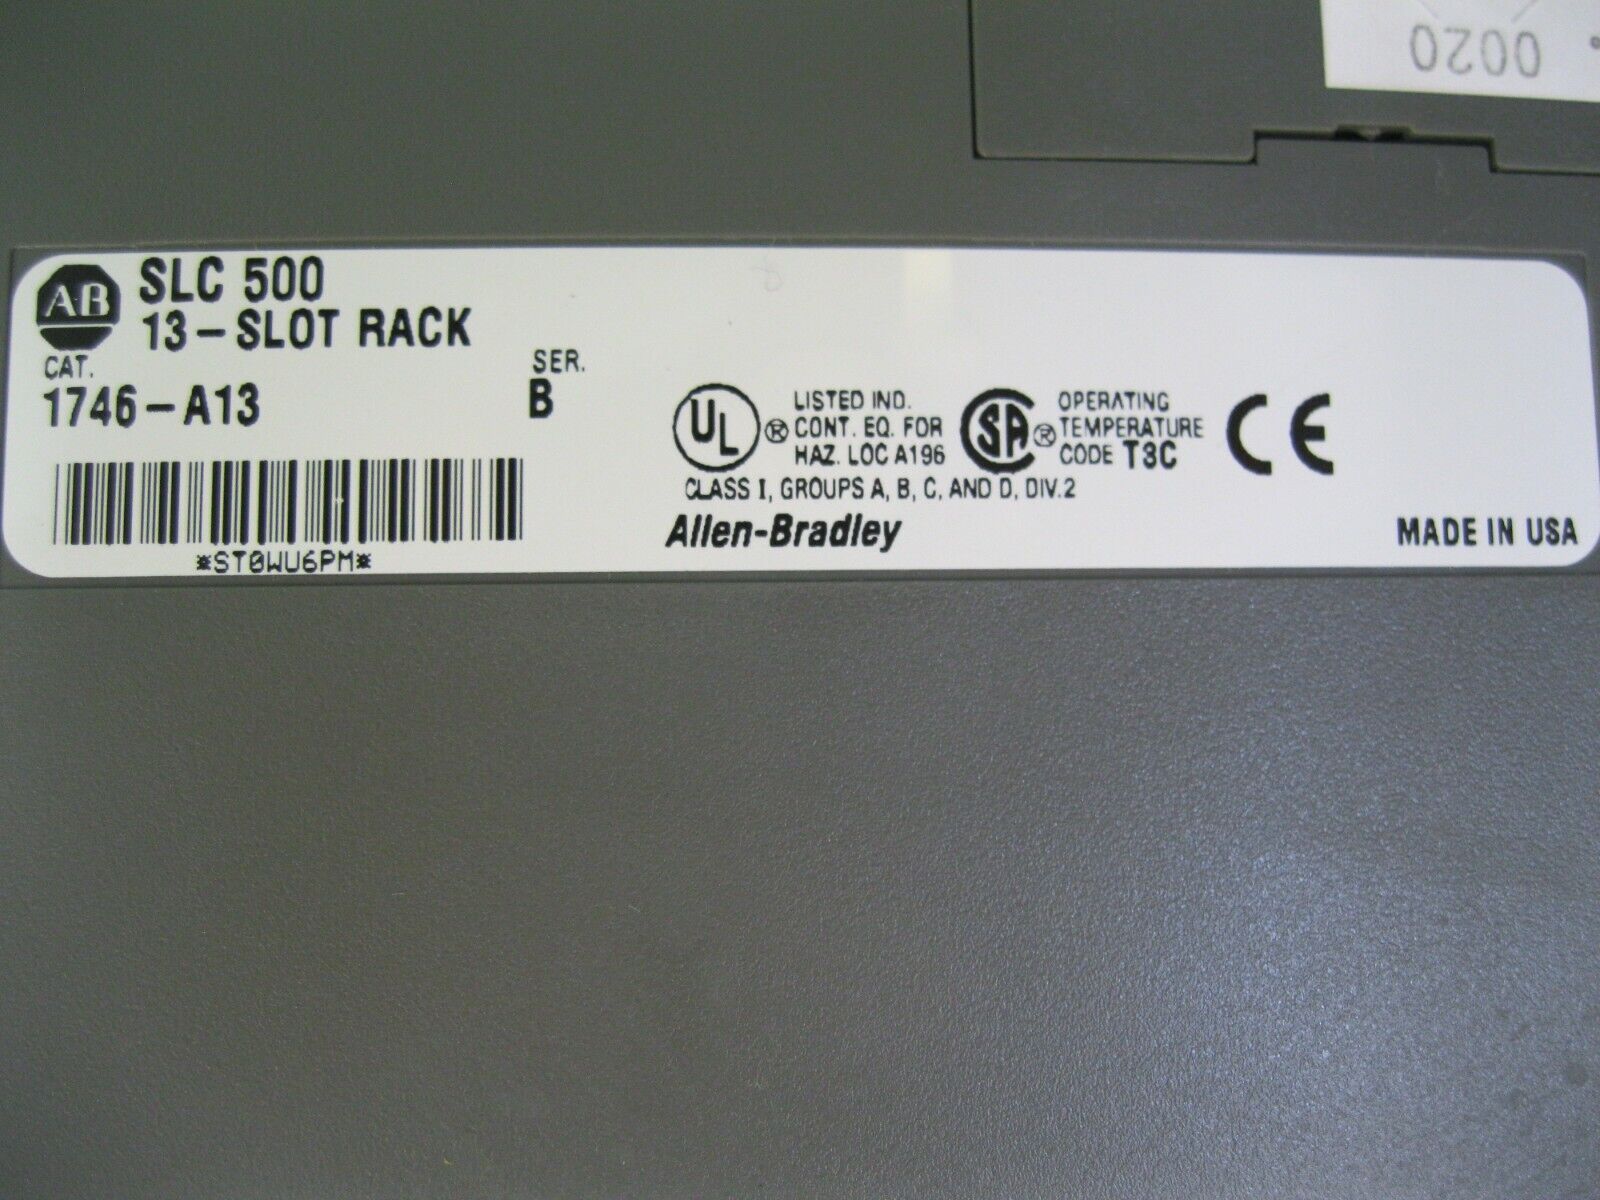 0020
AB
SLC 500
13-SLOT RACK
CAT.
SER.
1746-A13
B
*ST0WU6PM*
UL ®
LISTED IND.
CONT. EQ. FOR
HAZ. LOC A196
SA ®
OPERATING
TEMPERATURE
CODE T3C
CE
CLASS I, GROUPS A, B, C, AND D, DIV.2
Allen-Bradley
MADE IN USA